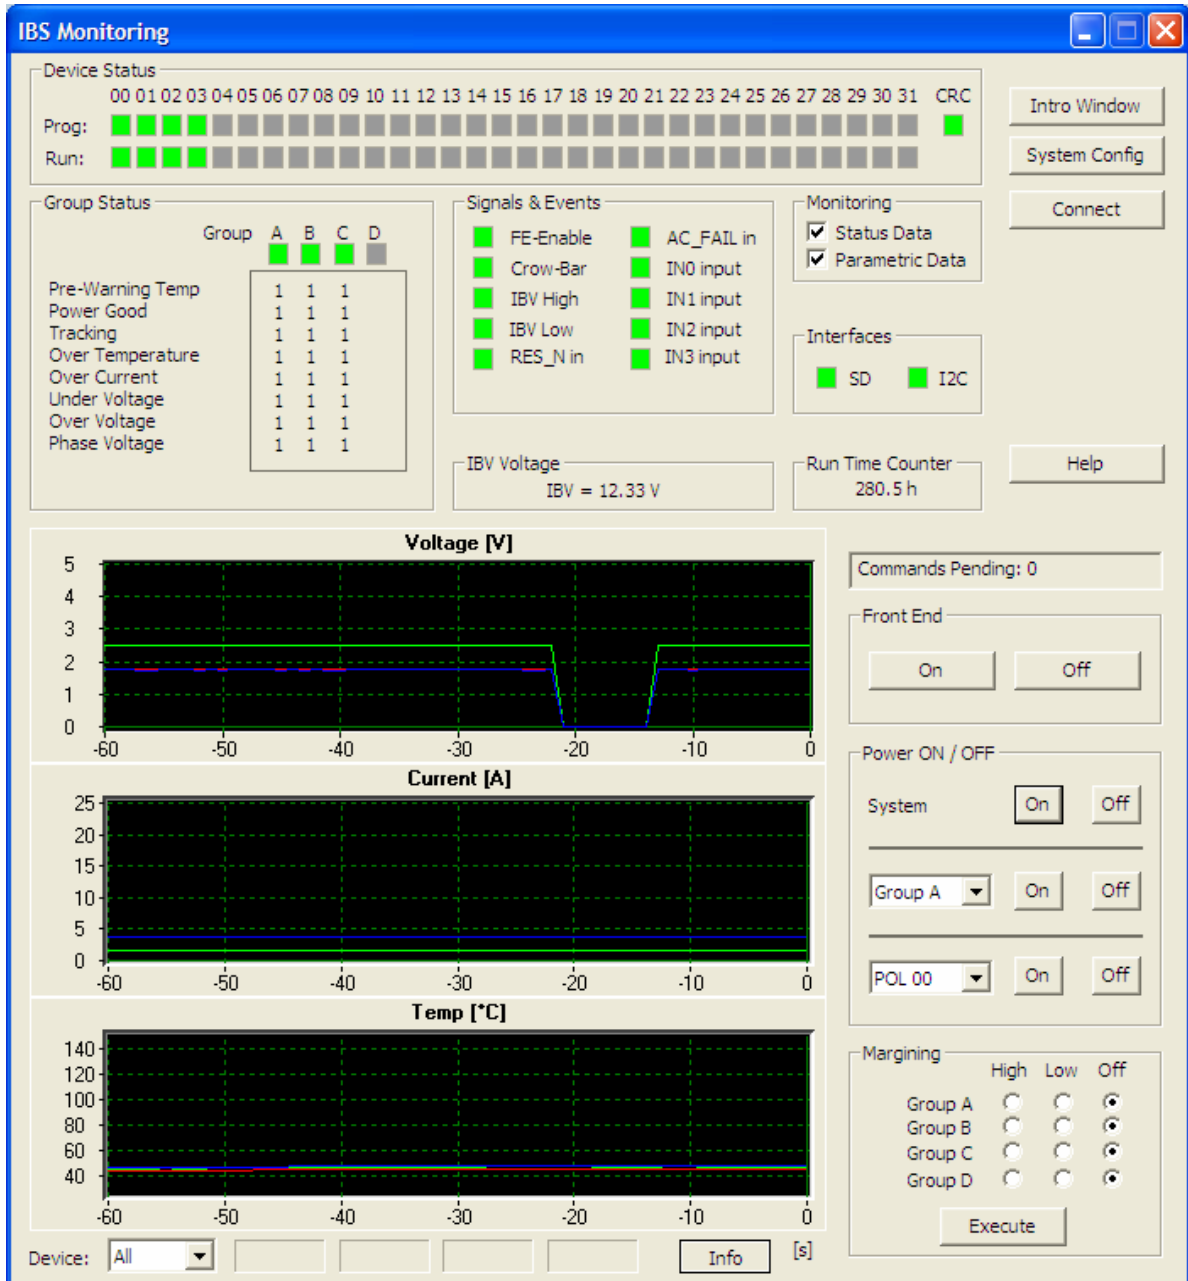 IBS Monitoring
Device Status
00 01 02 03 04 05 06 07 08 09 10 11 12 13 14 15 16 17 18 19 20 21 22 23 24 25 26 27 28 29 30 31 CRC
Prog:
Run:
Intro Window
System Config
Connect
Group Status
Group A B C D
Pre-Warning Temp 1 1 1
Power Good 1 1 1
Tracking 1 1 1
Over Temperature 1 1 1
Over Current 1 1 1
Under Voltage 1 1 1
Over Voltage 1 1 1
Phase Voltage 1 1 1
Signals & Events
FE-Enable AC_FAIL in
Crow-Bar IN0 input
IBV High IN1 input
IBV Low IN2 input
RES_N in IN3 input
Monitoring
Status Data
Parametric Data
Interfaces
SD I2C
IBV Voltage
IBV = 12.33 V
Run Time Counter
280.5 h
Help
Voltage [V]
5
4
3
2
1
0
-60 -50 -40 -30 -20 -10 0
Current [A]
25
20
15
10
5
0
-60 -50 -40 -30 -20 -10 0
Temp [°C]
140
120
100
80
60
40
-60 -50 -40 -30 -20 -10 0
Device: All Info [s]
Commands Pending: 0
Front End
On Off
Power ON / OFF
System On Off
Group A On Off
POL 00 On Off
Margining
High Low Off
Group A
Group B
Group C
Group D
Execute